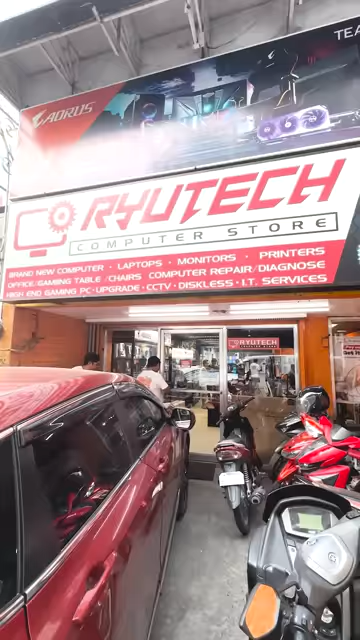 TEA
AORUS
RYUTECH
COMPUTER STORE
BRAND NEW COMPUTER · LAPTOPS · MONITORS · PRINTERS
OFFICE/GAMING TABLE /CHAIRS COMPUTER REPAIR/DIAGNOSE
HIGH END GAMING PC · UPGRADE · CCTV · DISKLESS · I.T. SERVICES
RYUTECH